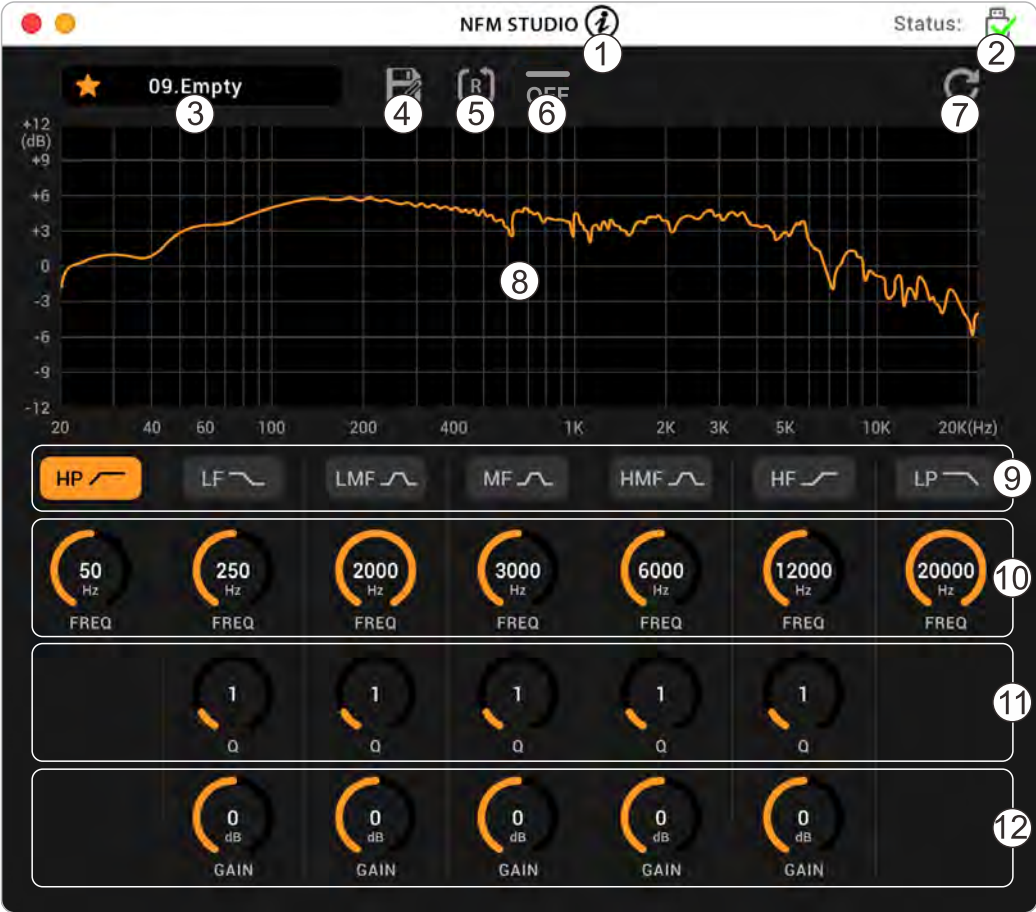 NFM STUDIO i 1
Status: 2
09.Empty
3
4
R
5
OFF
6
7
+12
(dB)
+9
+6
+3
0
-3
-6
-9
-12
8
20 40 60 100 200 400 1K 2K 3K 5K 10K 20K(Hz)
HP LF LMF MF HMF HF LP 9
50 250 2000 3000 6000 12000 20000 10
Hz Hz Hz Hz Hz Hz Hz
FREQ FREQ FREQ FREQ FREQ FREQ FREQ
1 1 1 1 1 11
Q Q Q Q Q
0 0 0 0 0 12
dB dB dB dB dB
GAIN GAIN GAIN GAIN GAIN